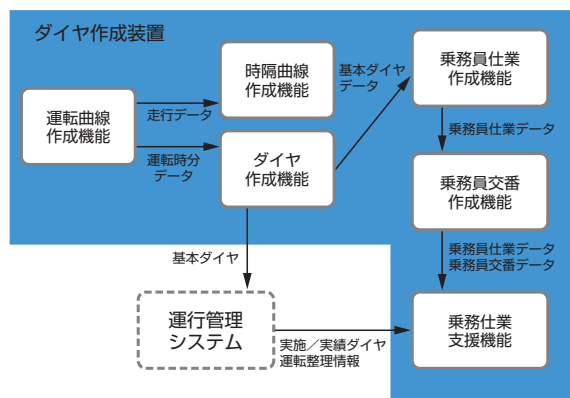 ダイヤ作成装置
運転曲線
作成機能
走行データ
運転時分
データ
時隔曲線
作成機能
ダイヤ
作成機能
基本ダイヤ
データ
乗務員仕業
作成機能
乗務員仕業データ
乗務員交番
作成機能
乗務員仕業データ
乗務員交番データ
基本ダイヤ
運行管理
システム
実施／実績ダイヤ
運転整理情報
乗務仕業
支援機能